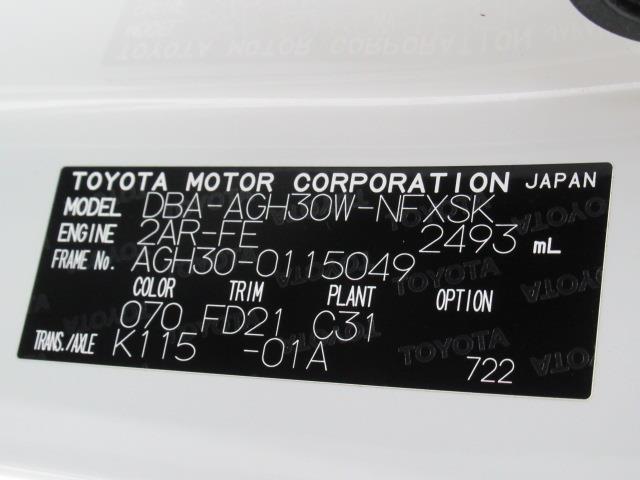 TOYOTA MOTOR CORPORATION JAPAN
MODEL DBA-AGH30W-NFXSK
ENGINE 2AR-FE 2493 mL
FRAME No. AGH30-0115049
COLOR TRIM PLANT OPTION
070 FD21 C31
TRANS./AXLE K115 -01A
722